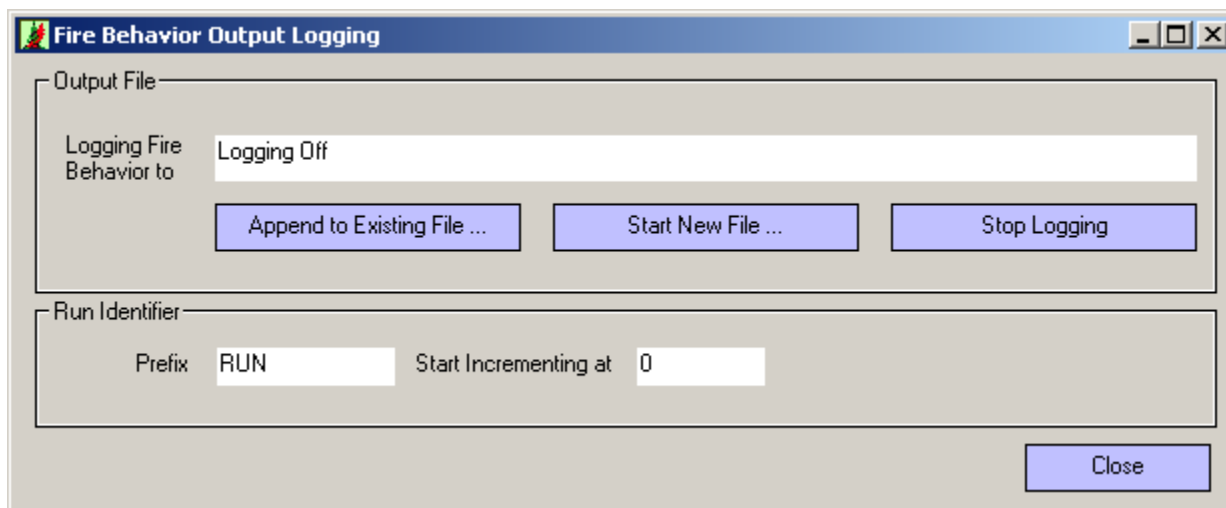 Fire Behavior Output Logging
Output File
Logging Fire
Behavior to
Logging Off
Append to Existing File ... Start New File ... Stop Logging
Run Identifier
Prefix RUN Start Incrementing at 0
Close